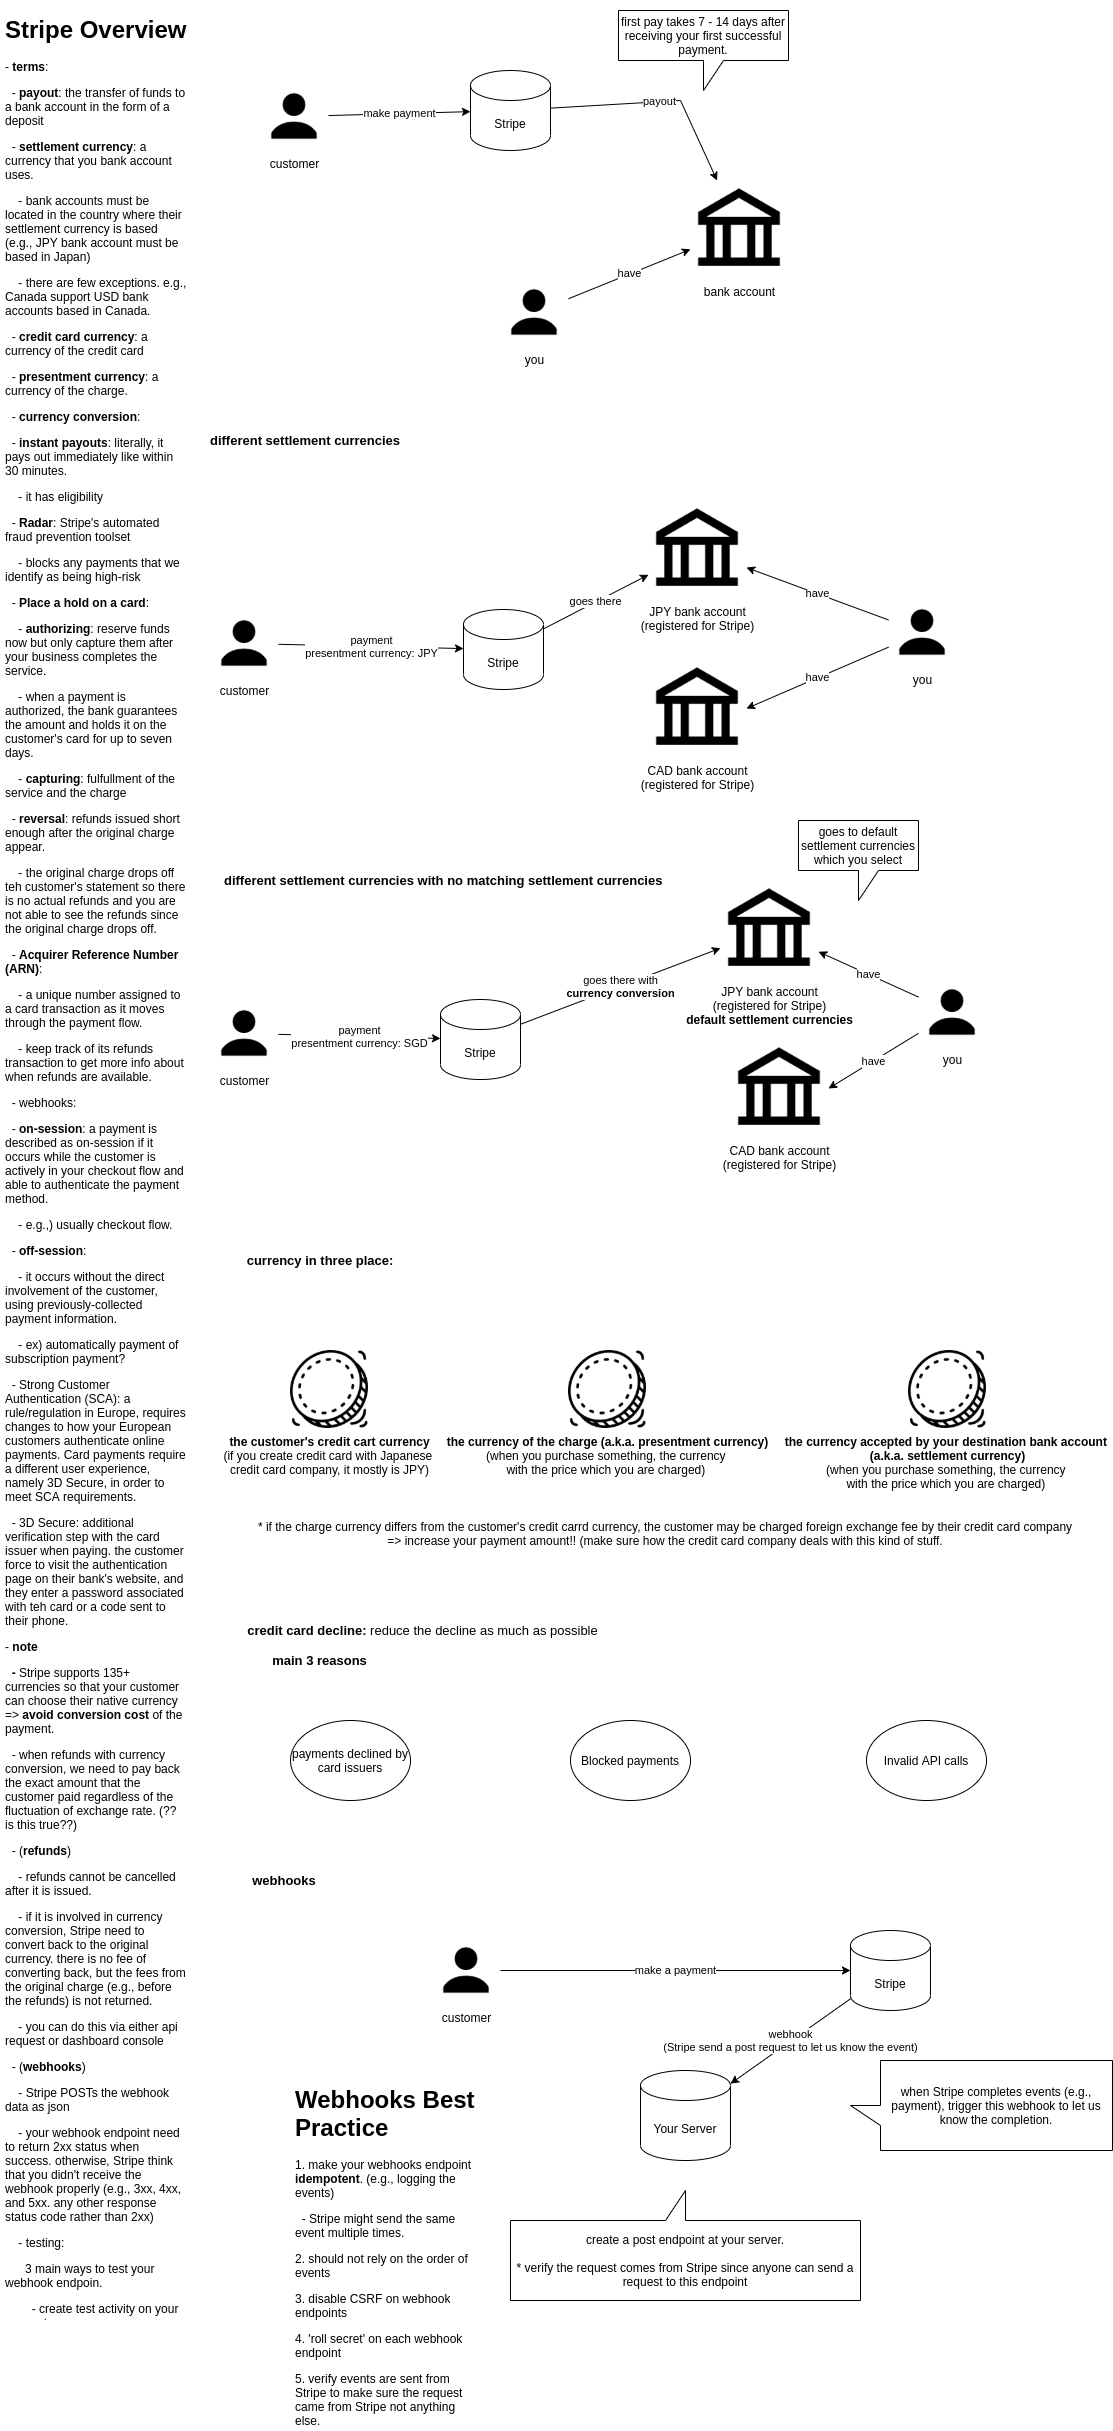 Stripe Overview
- terms:
- payout: the transfer of funds to
a bank account in the form of a
deposit
- settlement currency: a
currency that you bank account
uses.
- bank accounts must be
located in the country where their
settlement currency is based
(e.g., JPY bank account must be
based in Japan)
- there are few exceptions. e.g.,
Canada support USD bank
accounts based in Canada.
- credit card currency: a
currency of the credit card
- presentment currency: a
currency of the charge.
- currency conversion:
- instant payouts: literally, it
pays out immediately like within
30 minutes.
- it has eligibility
- Radar: Stripe's automated
fraud prevention toolset
- blocks any payments that we
identify as being high-risk
- Place a hold on a card:
- authorizing: reserve funds
now but only capture them after
your business completes the
service.
- when a payment is
authorized, the bank guarantees
the amount and holds it on the
customer's card for up to seven
days.
- capturing: fulfullment of the
service and the charge
- reversal: refunds issued short
enough after the original charge
appear.
- the original charge drops off
teh customer's statement so there
is no actual refunds and you are
not able to see the refunds since
the original charge drops off.
- Acquirer Reference Number
(ARN):
- a unique number assigned to
a card transaction as it moves
through the payment flow.
- keep track of its refunds
transaction to get more info about
when refunds are available.
- webhooks:
- on-session: a payment is
described as on-session if it
occurs while the customer is
actively in your checkout flow and
able to authenticate the payment
method.
- e.g.,) usually checkout flow.
- off-session:
- it occurs without the direct
involvement of the customer,
using previously-collected
payment information.
- ex) automatically payment of
subscription payment?
- Strong Customer
Authentication (SCA): a
rule/regulation in Europe, requires
changes to how your European
customers authenticate online
payments. Card payments require
a different user experience,
namely 3D Secure, in order to
meet SCA requirements.
- 3D Secure: additional
verification step with the card
issuer when paying. the customer
force to visit the authentication
page on their bank's website, and
they enter a password associated
with teh card or a code sent to
their phone.
- note
- Stripe supports 135+
currencies so that your customer
can choose their native currency
=> avoid conversion cost of the
payment.
- when refunds with currency
conversion, we need to pay back
the exact amount that the
customer paid regardless of the
fluctuation of exchange rate. (??
is this true??)
- (refunds)
- refunds cannot be cancelled
after it is issued.
- if it is involved in currency
conversion, Stripe need to
convert back to the original
currency. there is no fee of
converting back, but the fees from
the original charge (e.g., before
the refunds) is not returned.
- you can do this via either api
request or dashboard console
- (webhooks)
- Stripe POSTs the webhook
data as json
- your webhook endpoint need
to return 2xx status when
success. otherwise, Stripe think
that you didn't receive the
webhook properly (e.g., 3xx, 4xx,
and 5xx. any other response
status code rather than 2xx)
- testing:
3 main ways to test your
webhook endpoin.
- create test activity on your
first pay takes 7 - 14 days after
receiving your first successful
payment.
customer
make payment
Stripe
payout
bank account
have
you
different settlement currencies
customer
payment
presentment currency: JPY
Stripe
goes there
JPY bank account
(registered for Stripe)
have
have
you
CAD bank account
(registered for Stripe)
goes to default
settlement currencies
which you select
different settlement currencies with no matching settlement currencies
customer
payment
presentment currency: SGD
Stripe
goes there with
currency conversion
JPY bank account
(registered for Stripe)
default settlement currencies
have
have
you
CAD bank account
(registered for Stripe)
currency in three place:
the customer's credit cart currency
(if you create credit card with Japanese
credit card company, it mostly is JPY)
the currency of the charge (a.k.a. presentment currency)
(when you purchase something, the currency
with the price which you are charged)
the currency accepted by your destination bank account
(a.k.a. settlement currency)
(when you purchase something, the currency
with the price which you are charged)
* if the charge currency differs from the customer's credit carrd currency, the customer may be charged foreign exchange fee by their credit card company
=> increase your payment amount!! (make sure how the credit card company deals with this kind of stuff.
credit card decline: reduce the decline as much as possible
main 3 reasons
payments declined by
card issuers
Blocked payments
Invalid API calls
webhooks
customer
make a payment
Stripe
webhook
(Stripe send a post request to let us know the event)
Your Server
when Stripe completes events (e.g.,
payment), trigger this webhook to let us
know the completion.
create a post endpoint at your server.
* verify the request comes from Stripe since anyone can send a
request to this endpoint
Webhooks Best
Practice
1. make your webhooks endpoint
idempotent. (e.g., logging the
events)
- Stripe might send the same
event multiple times.
2. should not rely on the order of
events
3. disable CSRF on webhook
endpoints
4. 'roll secret' on each webhook
endpoint
5. verify events are sent from
Stripe to make sure the request
came from Stripe not anything
else.